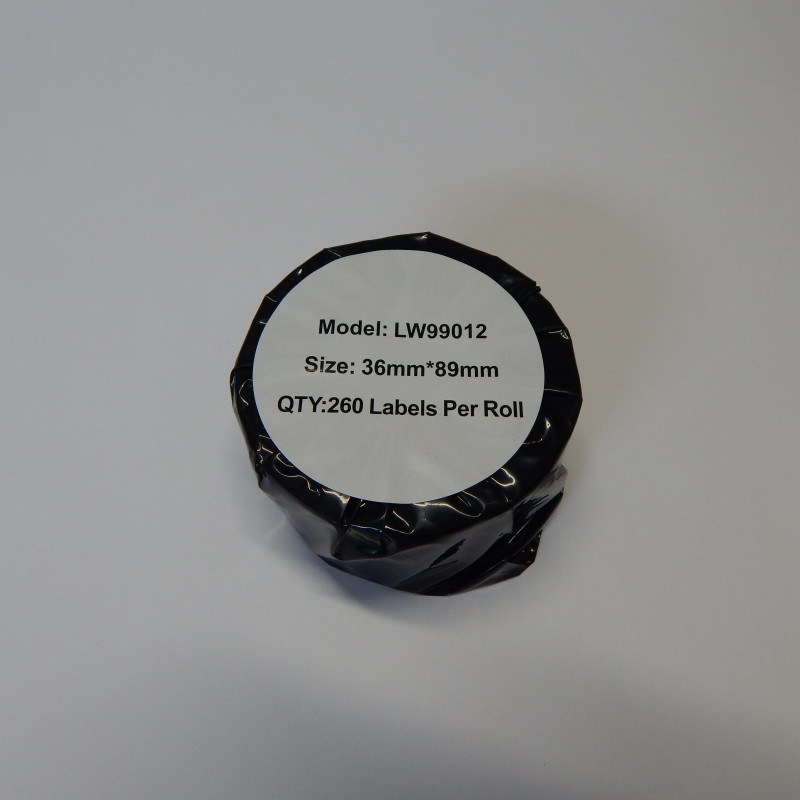 Model: LW99012
Size: 36mm*89mm
QTY:260 Labels Per Roll